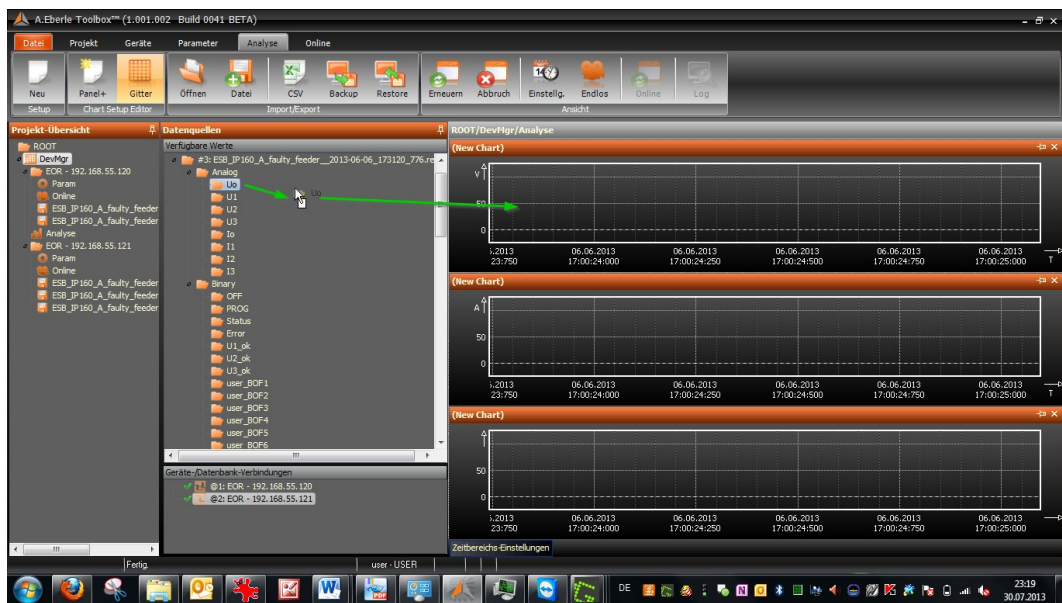 A.Eberle Toolbox™ (1.001.002 Build 0041 BETA)
Datei Projekt Geräte Parameter Analyse Online
Neu Panel+ Gitter Öffnen Datei CSV Backup Restore Erneuern Abbruch Einstellg. Endlos Online Log
Setup Chart Setup Editor Import/Export Ansicht
Projekt-Übersicht
ROOT
DevMgr
EOR - 192.168.55.120
Param
Online
ESB_IP160_A_faulty_feeder
ESB_IP160_A_faulty_feeder
Analyse
EOR - 192.168.55.121
Param
Online
ESB_IP160_A_faulty_feeder
ESB_IP160_A_faulty_feeder
ESB_IP160_A_faulty_feeder
Datenquellen
Verfügbare Werte
#3: ESB_IP160_A_faulty_feeder__2013-06-06_173120_776.re
Analog
Uo
Uo
U1
U2
U3
Io
I1
I2
I3
Binary
OFF
PROG
Status
Error
U1_ok
U2_ok
U3_ok
user_BOF1
user_BOF2
user_BOF3
user_BOF4
user_BOF5
user_BOF6
Geräte-/Datenbank-Verbindungen
@1: EOR - 192.168.55.120
@2: EOR - 192.168.55.121
ROOT/DevMgr/Analyse
(New Chart)
V
50
0
.2013 06.06.2013 06.06.2013 06.06.2013 06.06.2013 06.06.2013
23:750 17:00:24:000 17:00:24:250 17:00:24:500 17:00:24:750 17:00:25:000 T
(New Chart)
A
50
0
.2013 06.06.2013 06.06.2013 06.06.2013 06.06.2013 06.06.2013
23:750 17:00:24:000 17:00:24:250 17:00:24:500 17:00:24:750 17:00:25:000 T
(New Chart)
50
0
.2013 06.06.2013 06.06.2013 06.06.2013 06.06.2013 06.06.2013
23:750 17:00:24:000 17:00:24:250 17:00:24:500 17:00:24:750 17:00:25:000 T
Zeitbereichs-Einstellungen
Fertig. user - USER
DE
23:19
30.07.2013